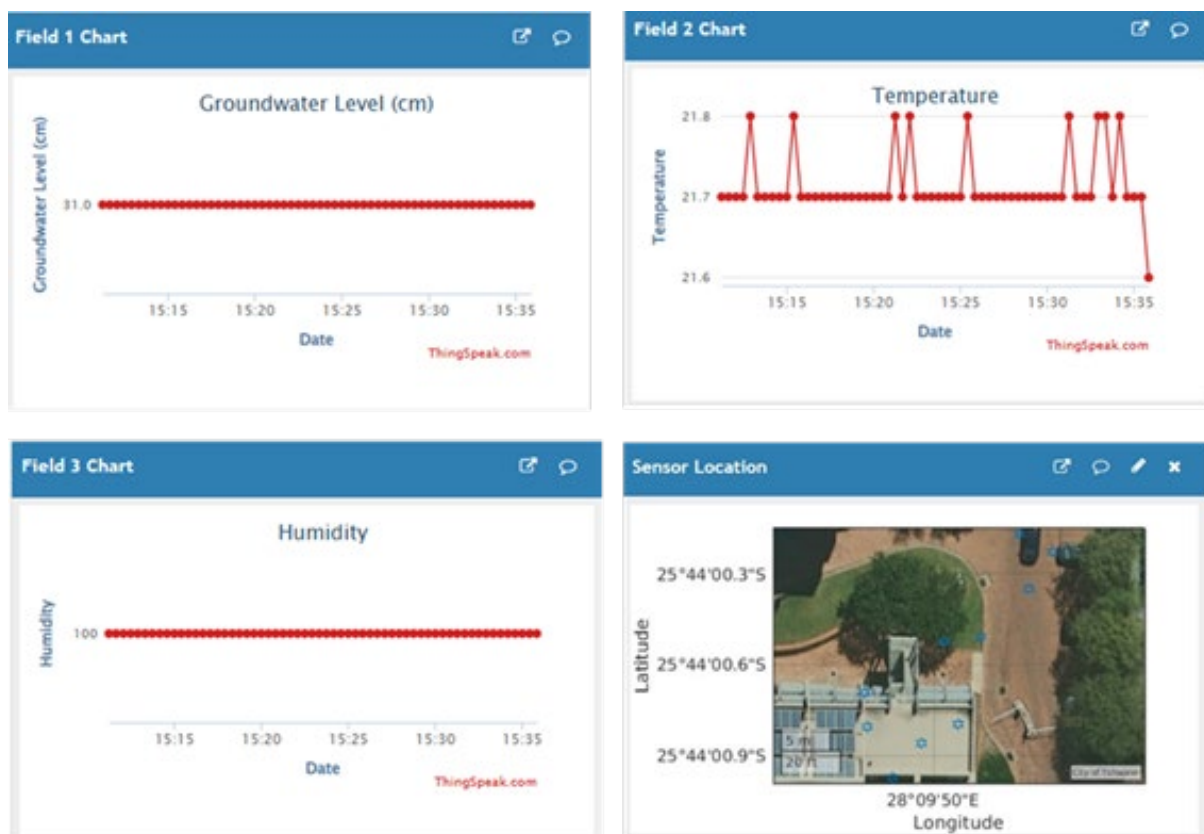 Field 1 Chart
Groundwater Level (cm)
Groundwater Level (cm)
31.0
15:15 15:20 15:25 15:30 15:35
Date
ThingSpeak.com
Field 2 Chart
Temperature
Temperature
21.8
21.7
21.6
15:15 15:20 15:25 15:30 15:35
Date
ThingSpeak.com
Field 3 Chart
Humidity
Humidity
100
15:15 15:20 15:25 15:30 15:35
Date
ThingSpeak.com
Sensor Location
Latitude
25°44'00.3"S
25°44'00.6"S
25°44'00.9"S
5 m
20 ft
City of Tshwane
28°09'50"E
Longitude